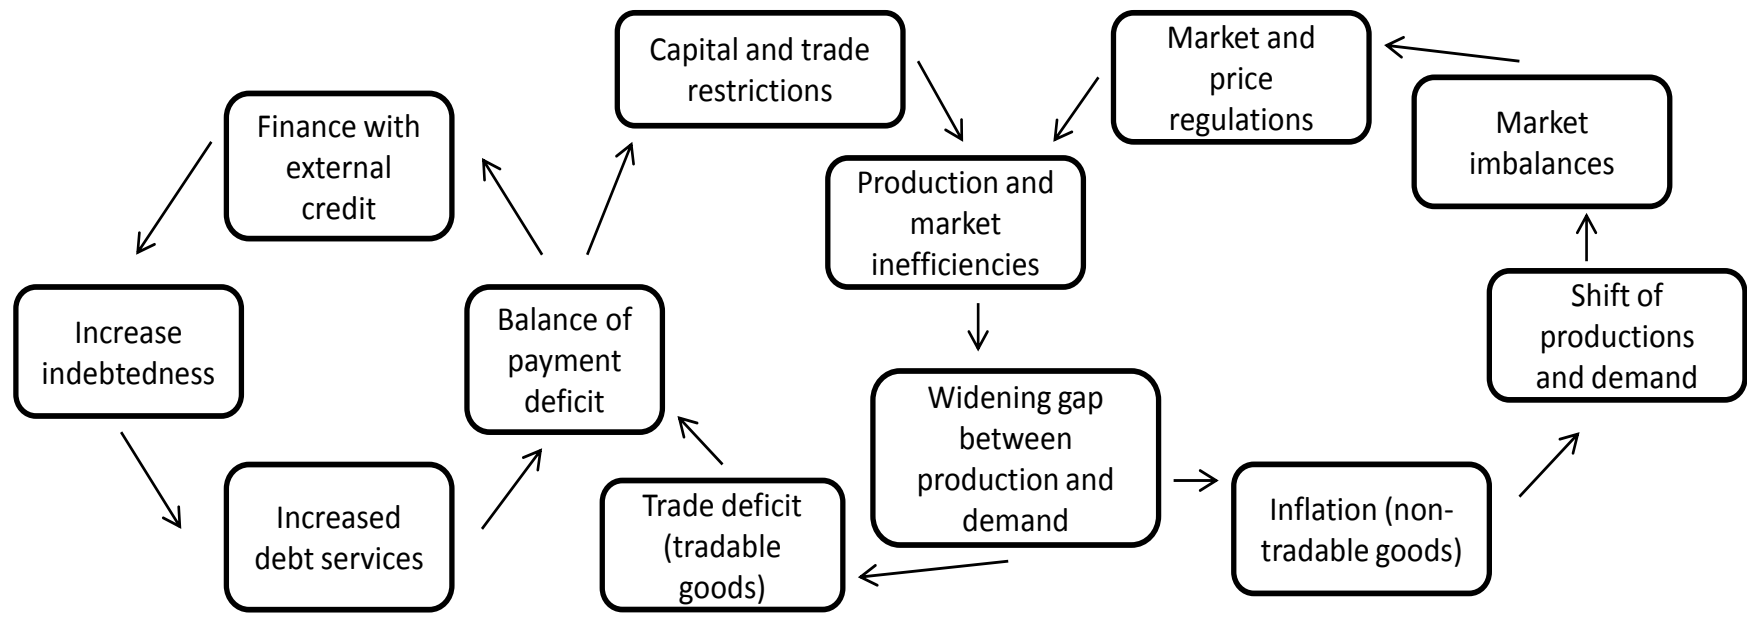 Capital and trade
restrictions
Market and
price
regulations
Finance with
external
credit
Market
imbalances
Production and
market
inefficiencies
Increase
indebtedness
Balance of
payment
deficit
Shift of
productions
and demand
Widening gap
between
production and
demand
Increased
debt services
Trade deficit
(tradable
goods)
Inflation (non-
tradable goods)